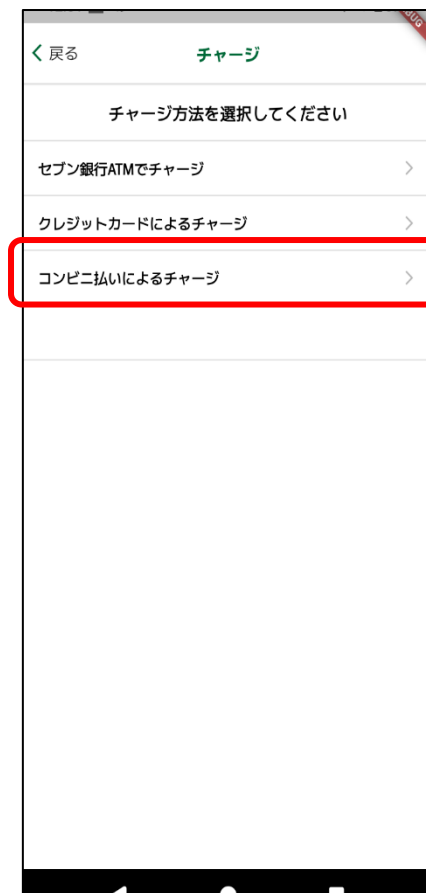 戻る
チャージ
チャージ方法を選択してください
セブン銀行ATMでチャージ
クレジットカードによるチャージ
コンビニ払いによるチャージ